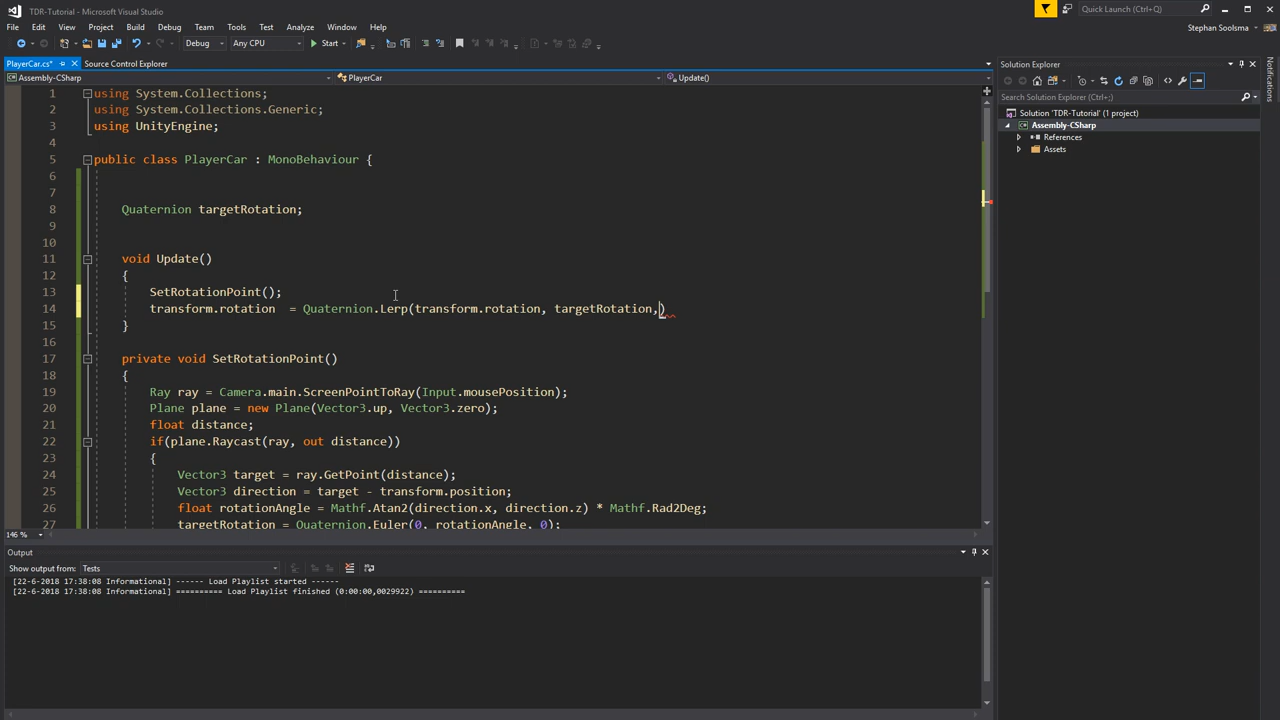 TDR-Tutorial - Microsoft Visual Studio
Quick Launch (Ctrl+Q)
File Edit View Project Build Debug Team Tools Test Analyze Window Help
Stephan Soolsma
Debug Any CPU Start
PlayerCar.cs* Source Control Explorer
Assembly-CSharp PlayerCar Update()
1 using System.Collections;
2 using System.Collections.Generic;
3 using UnityEngine;
4
5 public class PlayerCar : MonoBehaviour {
6
7
8 Quaternion targetRotation;
9
10
11 void Update()
12 {
13 SetRotationPoint();
14 transform.rotation  = Quaternion.Lerp(transform.rotation, targetRotation,)
15 }
16
17 private void SetRotationPoint()
18 {
19 Ray ray = Camera.main.ScreenPointToRay(Input.mousePosition);
20 Plane plane = new Plane(Vector3.up, Vector3.zero);
21 float distance;
22 if(plane.Raycast(ray, out distance))
23 {
24 Vector3 target = ray.GetPoint(distance);
25 Vector3 direction = target - transform.position;
26 float rotationAngle = Mathf.Atan2(direction.x, direction.z) * Mathf.Rad2Deg;
27 targetRotation = Quaternion.Euler(0, rotationAngle, 0);
146 %
Output
Show output from: Tests
[22-6-2018 17:38:08 Informational] ------ Load Playlist started ------
[22-6-2018 17:38:08 Informational] ========== Load Playlist finished (0:00:00,0029922) ==========
Solution Explorer
Search Solution Explorer (Ctrl+;)
Solution 'TDR-Tutorial' (1 project)
Assembly-CSharp
References
Assets
Notifications